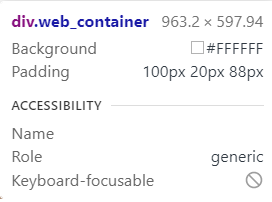 div.web_container 963.2 × 597.94
Background #FFFFFF
Padding 100px 20px 88px
ACCESSIBILITY
Name
Role generic
Keyboard-focusable